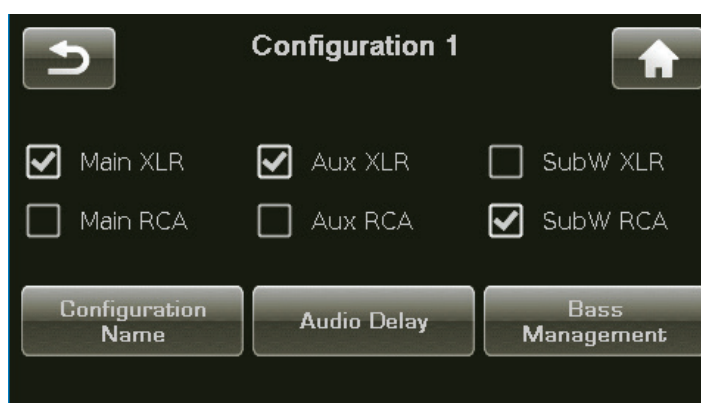 Configuration 1
Main XLR Aux XLR SubW XLR
Main RCA Aux RCA SubW RCA
Configuration
Name
Audio Delay
Bass
Management